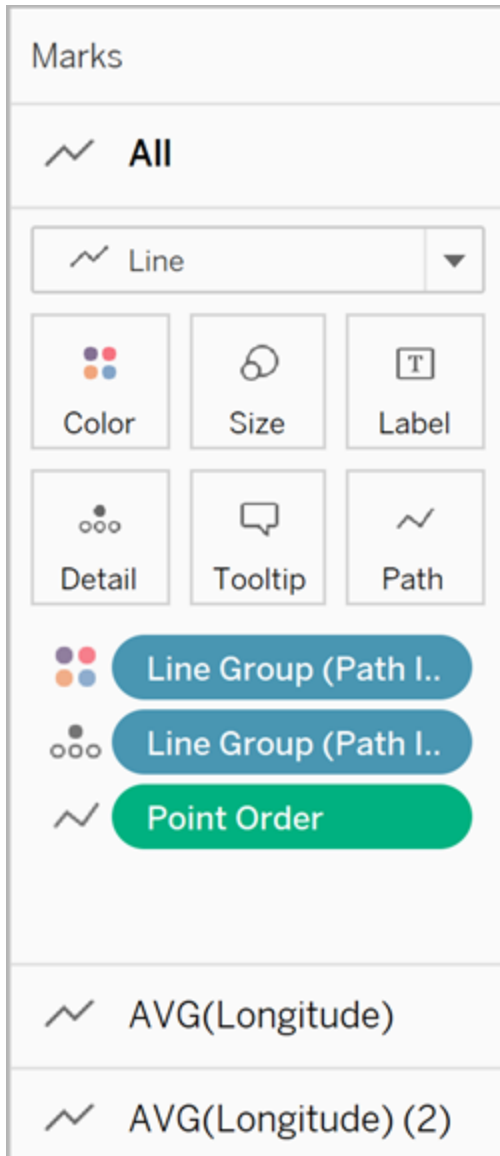 Marks
All
Line
Color Size Label
Detail Tooltip Path
Line Group (Path I..
Line Group (Path I..
Point Order
AVG(Longitude)
AVG(Longitude) (2)